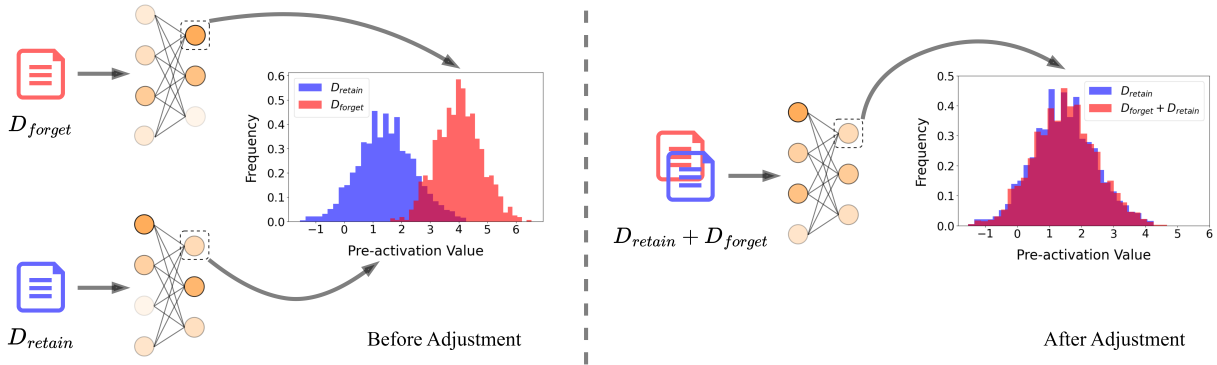 D_forget
D_retain
0.6
0.5
0.4
0.3
0.2
0.1
0.0
Frequency
D_retain
D_forget
−1 0 1 2 3 4 5 6
Pre-activation Value
Before Adjustment
D_retain + D_forget
0.5
0.4
0.3
0.2
0.1
0.0
Frequency
D_retain
D_forget + D_retain
−1 0 1 2 3 4 5 6
Pre-activation Value
After Adjustment